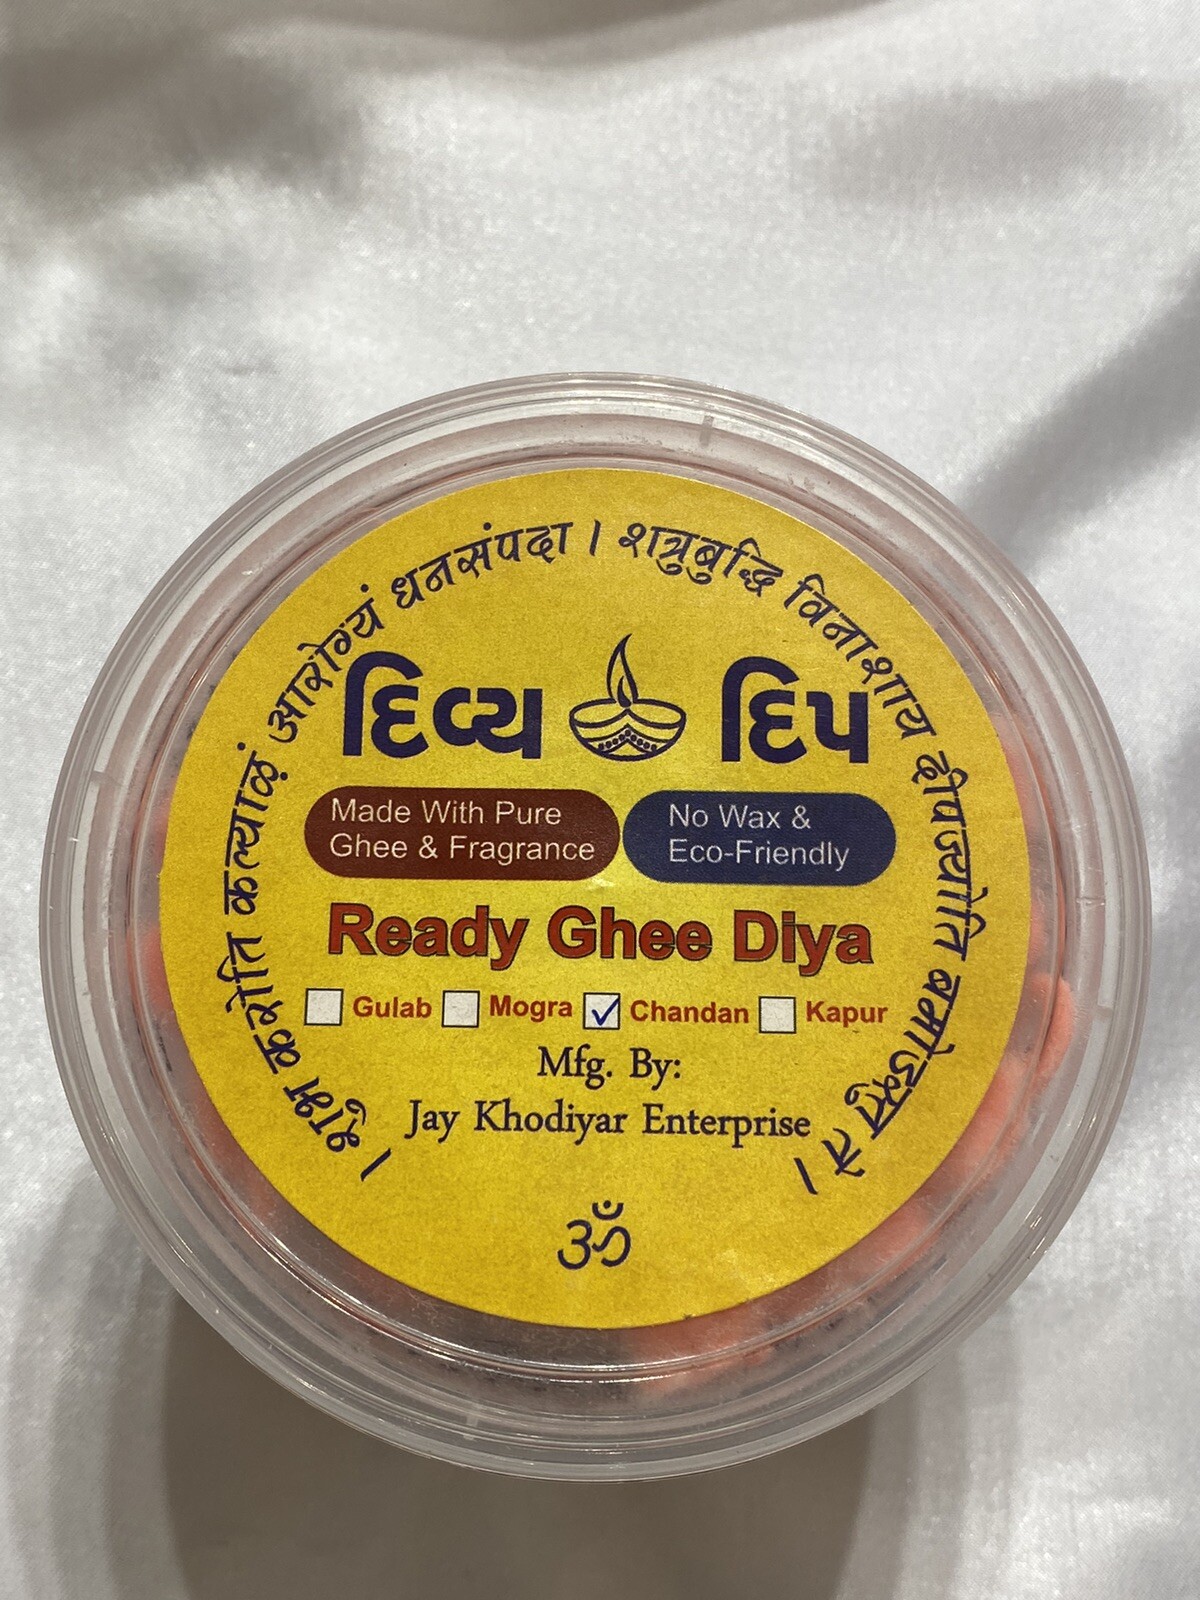 । शुभ करोति कल्याळं आरोग्यं धनसंपदा । शत्रुबुद्धि विनाशाय दीपज्योति नमोऽस्तु ते ।
દિવ્ય દિપ
Made With Pure
Ghee & Fragrance
No Wax &
Eco-Friendly
Ready Ghee Diya
Gulab Mogra ✓ Chandan Kapur
Mfg. By:
Jay Khodiyar Enterprise
ॐ